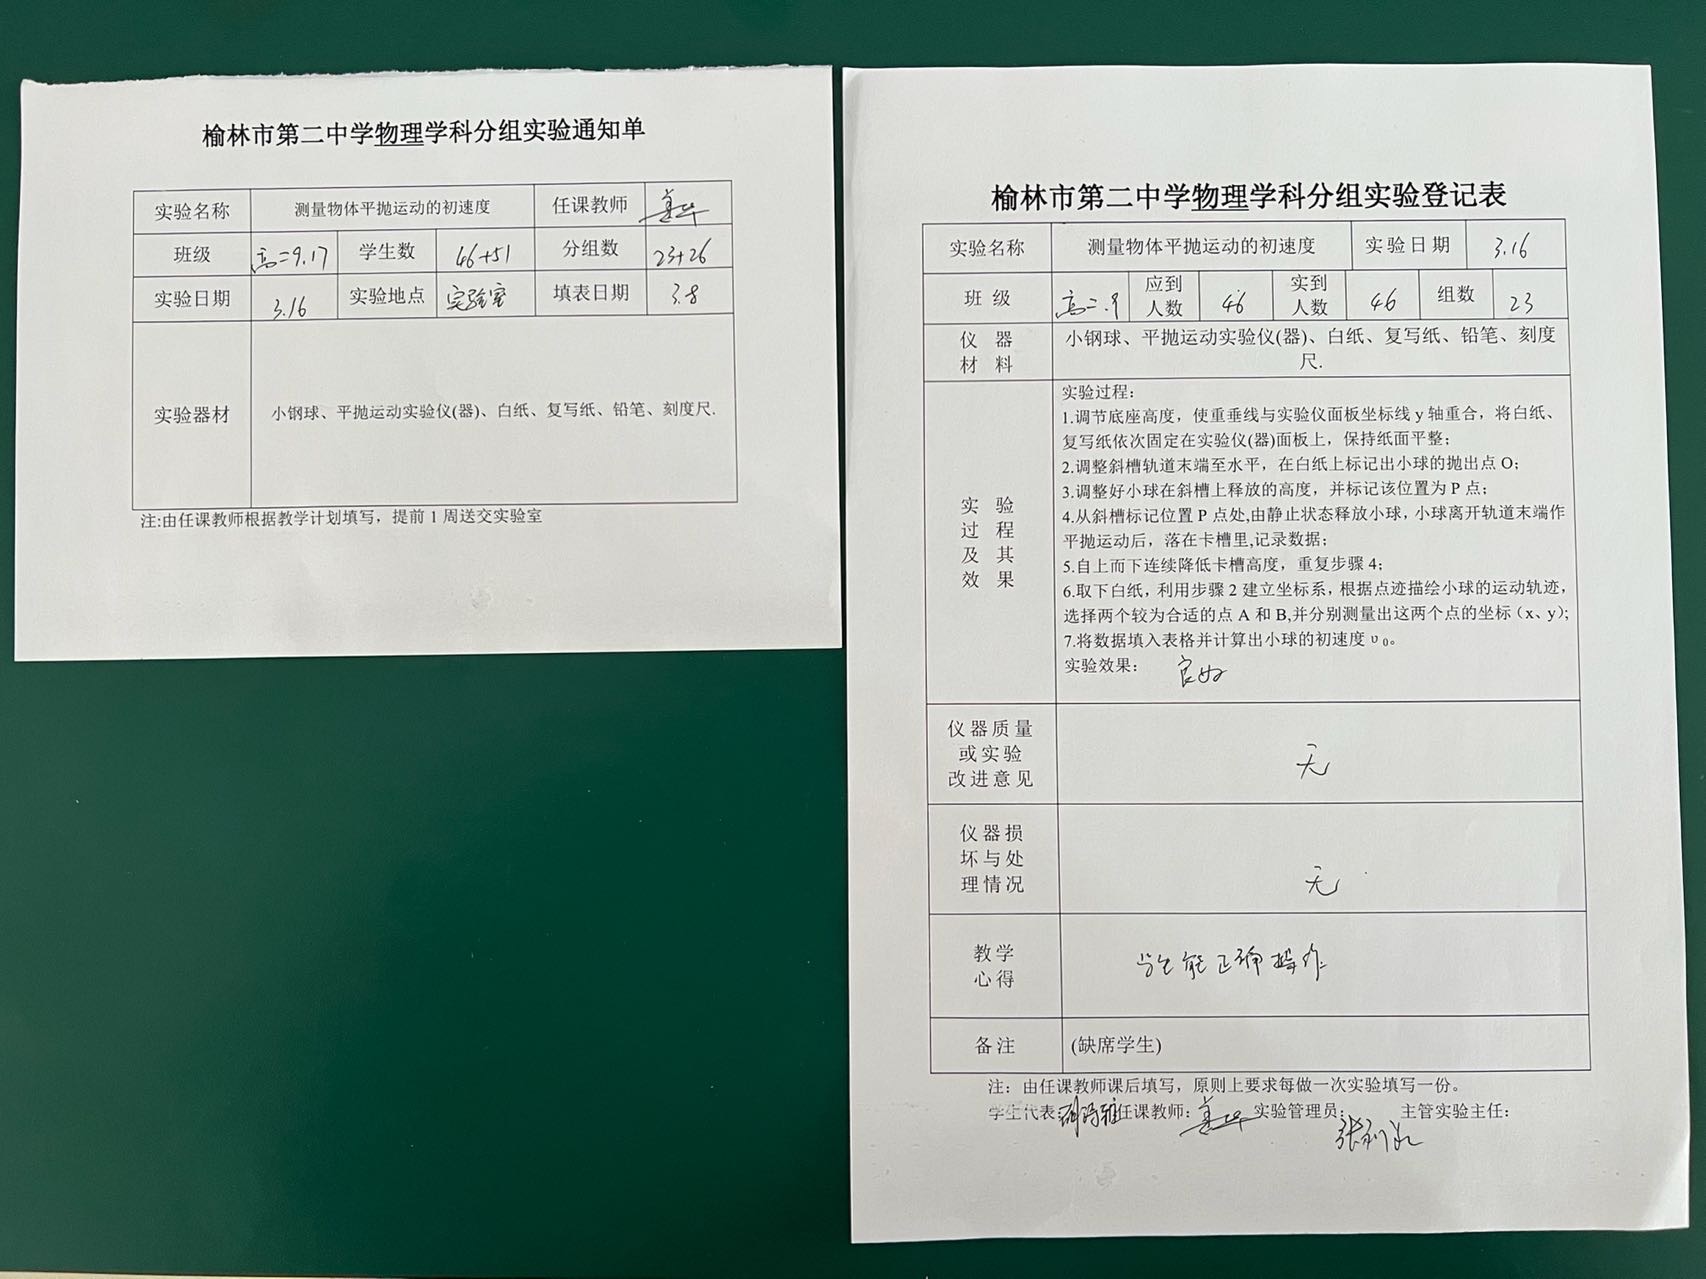 榆林市第二中学物理学科分组实验通知单
实验名称 测量物体平抛运动的初速度 任课教师
班级 高二9.17 学生数 46+51 分组数 23+26
实验日期 3.16 实验地点 实验室 填表日期 3.8
实验器材 小钢球、平抛运动实验仪(器)、白纸、复写纸、铅笔、刻度尺.
注:由任课教师根据教学计划填写，提前1周送交实验室
榆林市第二中学物理学科分组实验登记表
实验名称 测量物体平抛运动的初速度 实验日期 3.16
班级 高二.9 应到人数 46 实到人数 46 组数 23
仪器材料 小钢球、平抛运动实验仪(器)、白纸、复写纸、铅笔、刻度
尺.
实验过程及其效果
实验过程：
1.调节底座高度，使重垂线与实验仪面板坐标线y轴重合，将白纸、
复写纸依次固定在实验仪(器)面板上，保持纸面平整；
2.调整斜槽轨道末端至水平，在白纸上标记出小球的抛出点O；
3.调整好小球在斜槽上释放的高度，并标记该位置为P点；
4.从斜槽标记位置P点处,由静止状态释放小球，小球离开轨道末端作
平抛运动后，落在卡槽里,记录数据；
5.自上而下连续降低卡槽高度，重复步骤4；
6.取下白纸，利用步骤2建立坐标系，根据点迹描绘小球的运动轨迹，
选择两个较为合适的点A和B,并分别测量出这两个点的坐标（x、y）；
7.将数据填入表格并计算出小球的初速度υ₀。
实验效果： 良好
仪器质量或实验改进意见 无
仪器损坏与处理情况 无
教学心得 学生能正确操作
备注 (缺席学生)
注：由任课教师课后填写，原则上要求每做一次实验填写一份。
学生代表 任课教师： 实验管理员： 主管实验主任：